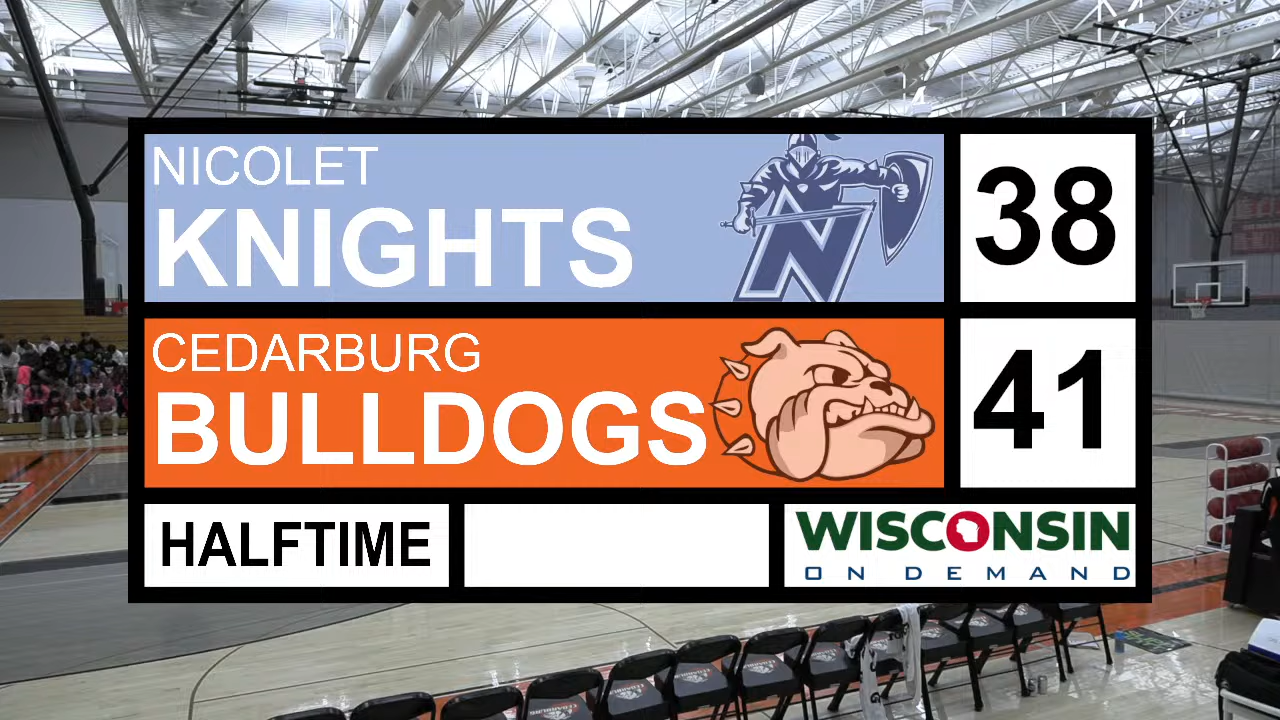 NICOLET
KNIGHTS
N
38
CEDARBURG
BULLDOGS
41
HALFTIME
WISCONSIN
ON DEMAND